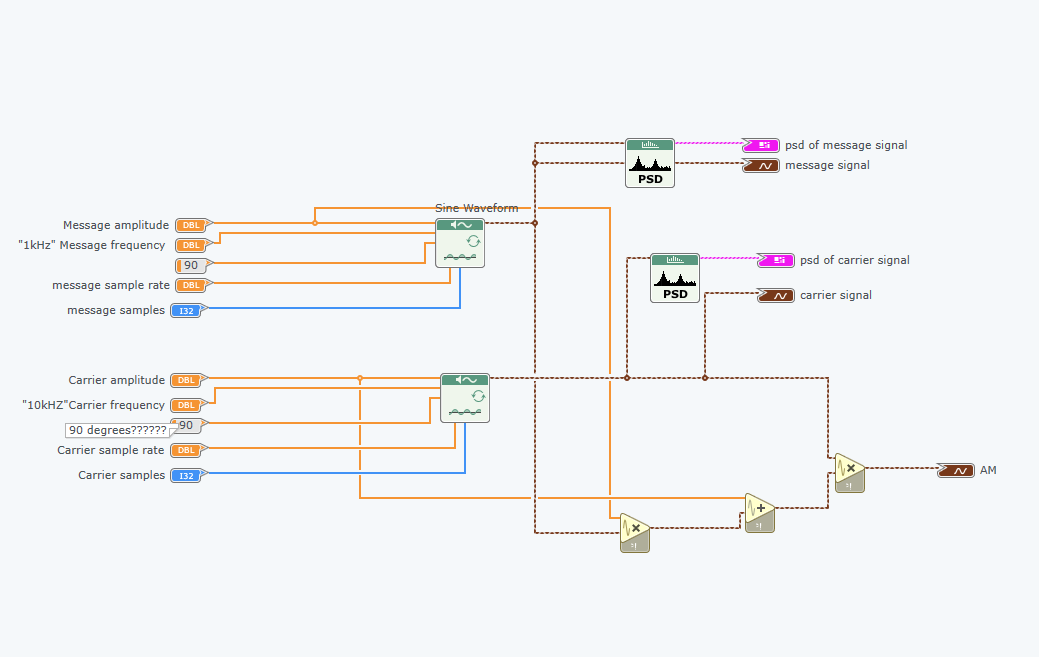 psd of message signal
PSD
message signal
Sine Waveform
Message amplitude DBL
"1kHz" Message frequency DBL
90
message sample rate DBL
message samples I32
psd of carrier signal
PSD
carrier signal
Carrier amplitude DBL
"10kHZ"Carrier frequency DBL
90
90 degrees??????
Carrier sample rate DBL
Carrier samples I32
AM